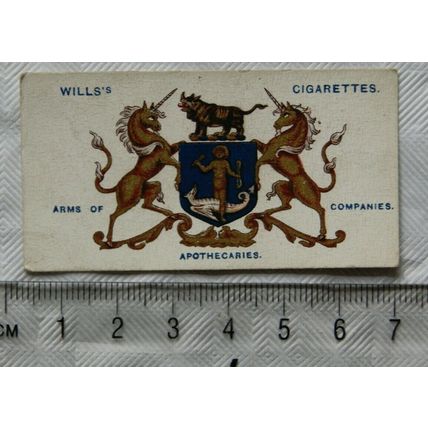 WILLS'S CIGARETTES.
ARMS OF COMPANIES.
APOTHECARIES.
CM 1 2 3 4 5 6 7